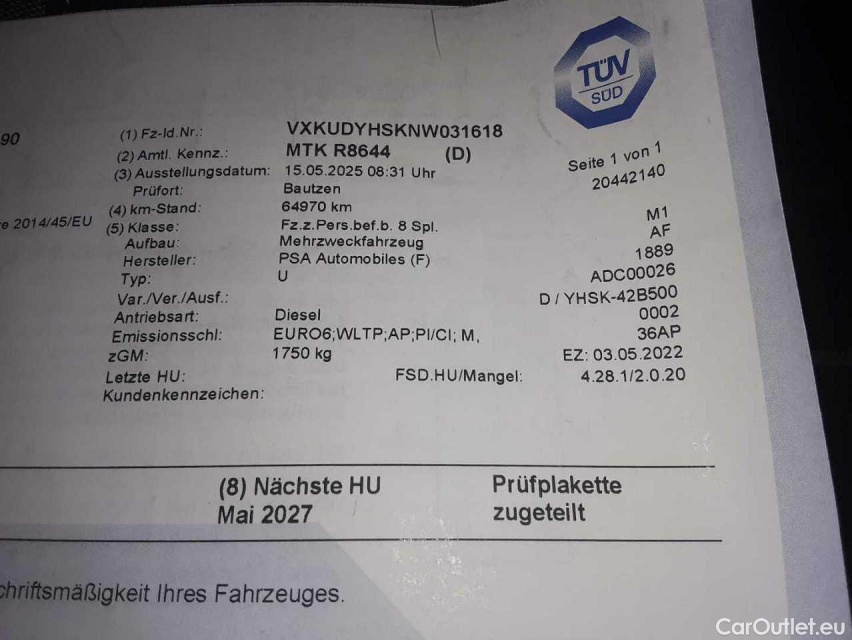 TÜV
SÜD
90
(1) Fz-Id.Nr.: VXKUDYHSKNW031618
(2) Amtl. Kennz.: MTK R8644 (D)
Seite 1 von 1
(3) Ausstellungsdatum: 15.05.2025 08:31 Uhr
20442140
Prüfort: Bautzen
(4) km-Stand: 64970 km
e 2014/45/EU
(5) Klasse: Fz.z.Pers.bef.b. 8 Spl. M1
Aufbau: Mehrzweckfahrzeug AF
Hersteller: PSA Automobiles (F) 1889
Typ: U ADC00026
Var./Ver./Ausf.: D / YHSK-42B500
Antriebsart: Diesel 0002
Emissionsschl: EURO6;WLTP;AP;PI/CI; M, 36AP
zGM: 1750 kg EZ: 03.05.2022
Letzte HU: FSD.HU/Mangel: 4.28.1/2.0.20
Kundenkennzeichen:
(8) Nächste HU Prüfplakette
Mai 2027 zugeteilt
chriftsmäßigkeit Ihres Fahrzeuges.
CarOutlet.eu